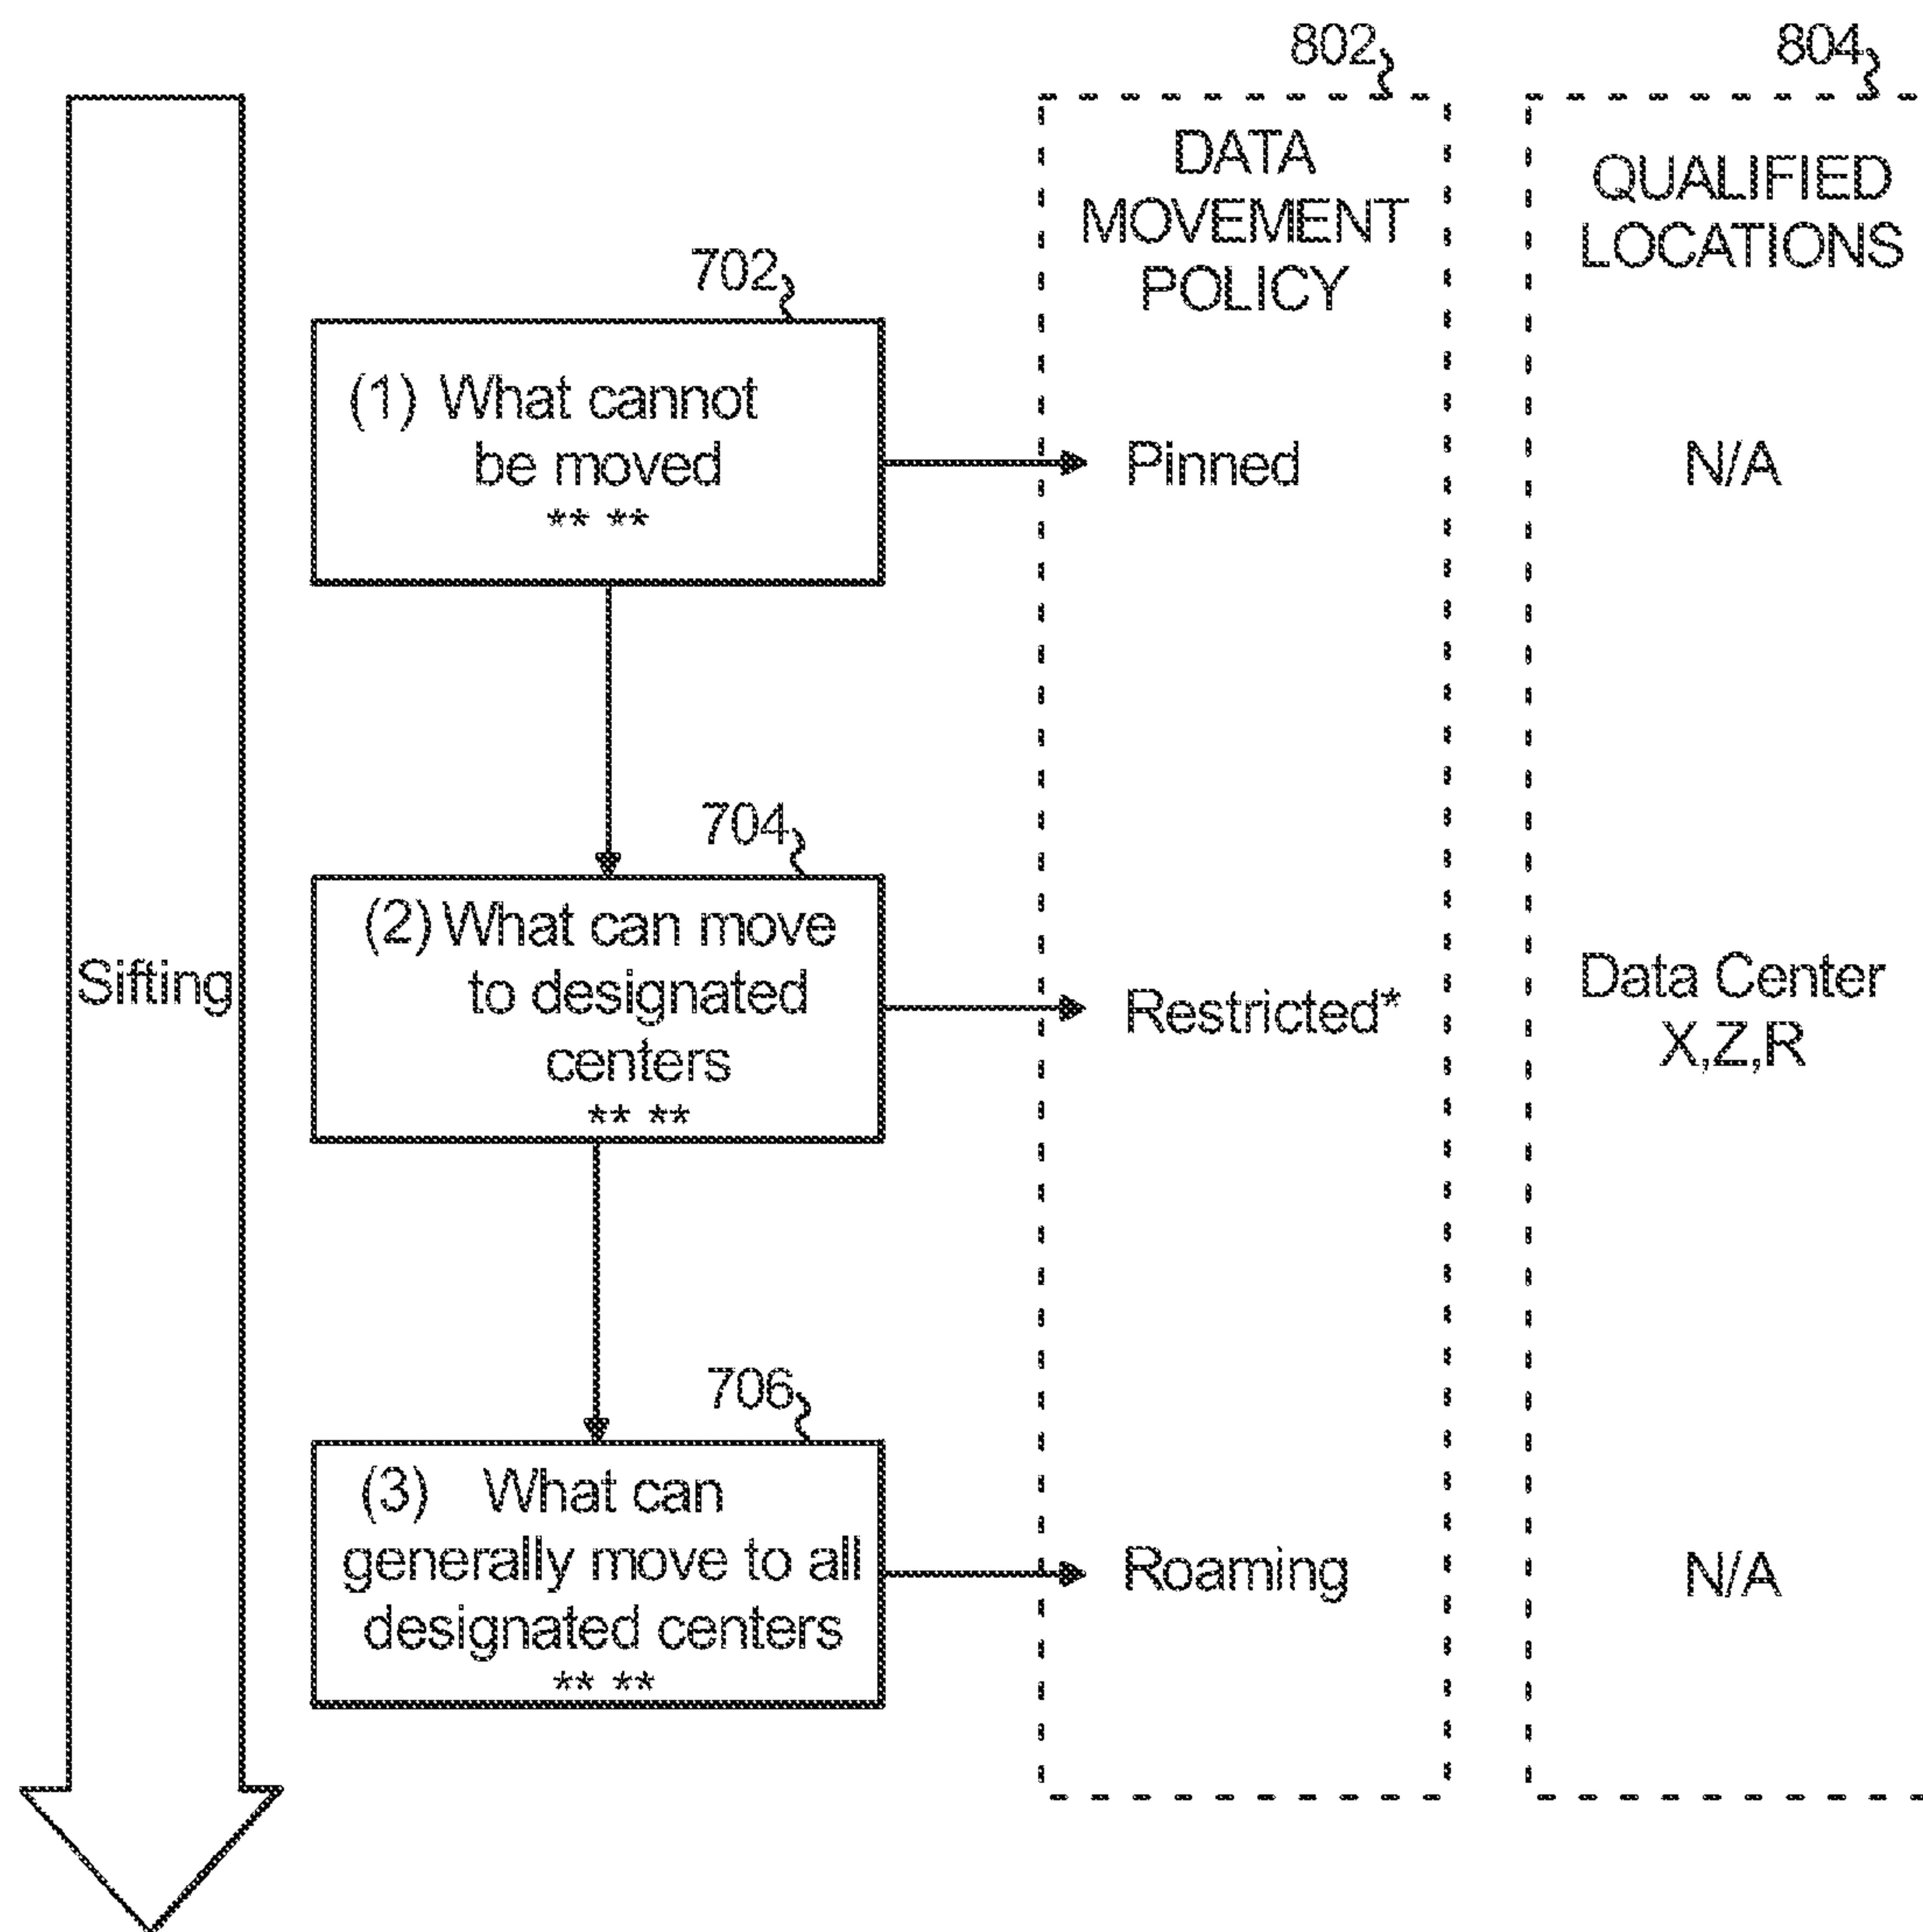 802
804
DATA
MOVEMENT
POLICY
QUALIFIED
LOCATIONS
702
(1) What cannot
be moved
** **
Pinned
N/A
704
(2) What can move
to designated
centers
** **
Sifting
Restricted*
Data Center
X,Z,R
706
(3) What can
generally move to all
designated centers
** **
Roaming
N/A